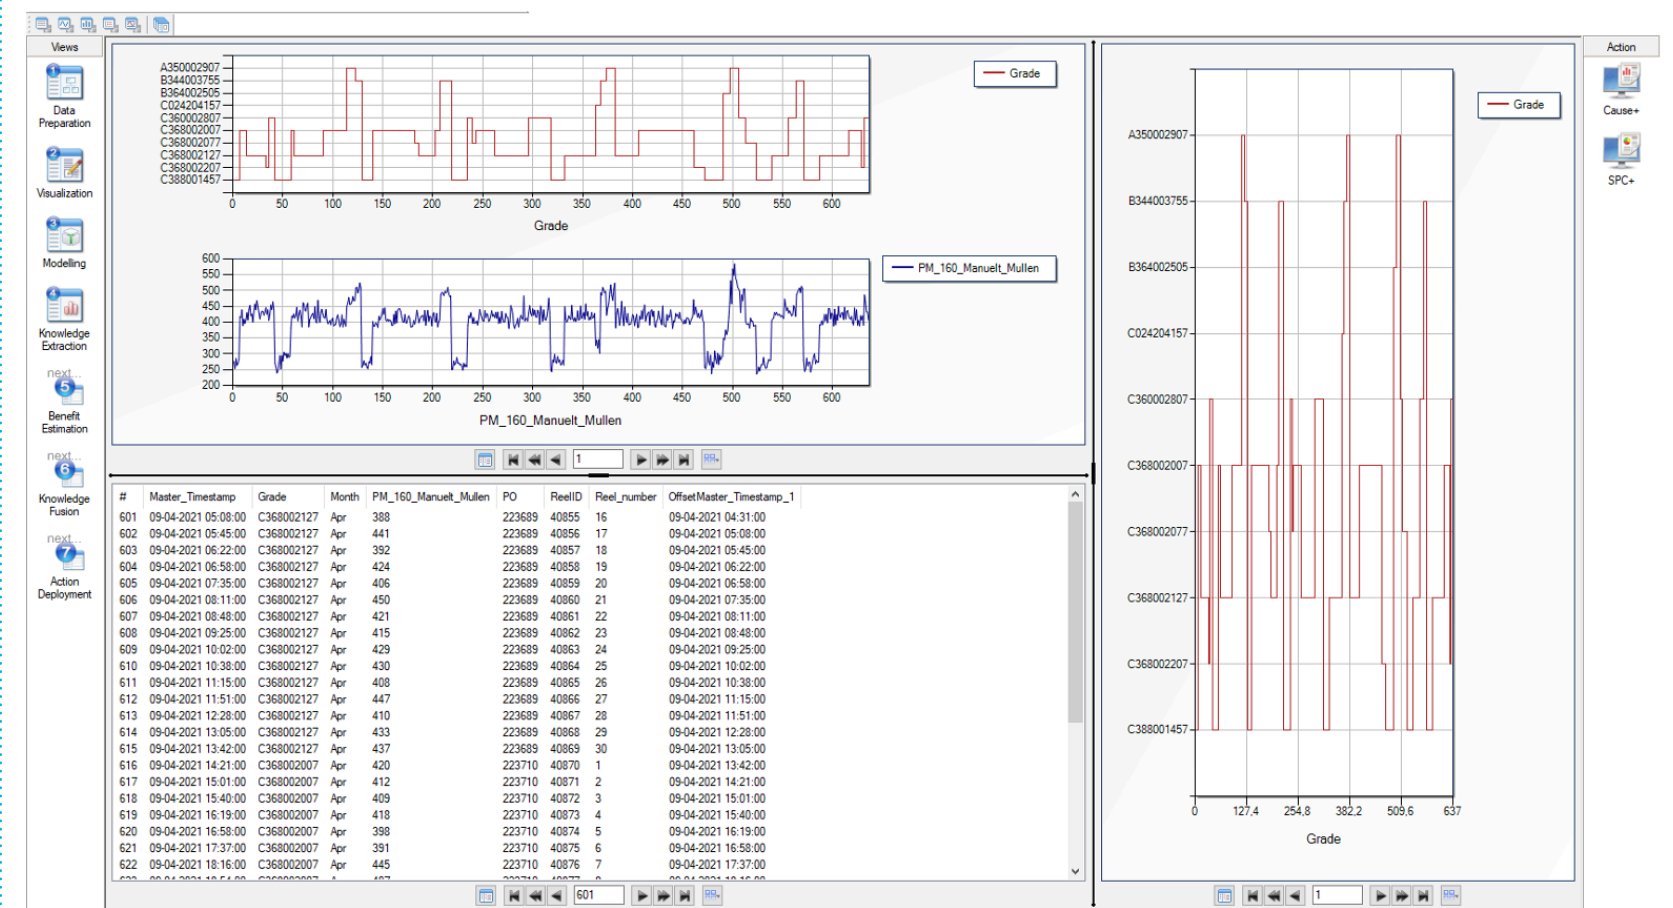 Views
1
Data
Preparation
2
Visualization
3
Modelling
4
Knowledge
Extraction
next...
5
Benefit
Estimation
next...
6
Knowledge
Fusion
next...
7
Action
Deployment
A350002907
B344003755
B364002505
C024204157
C360002807
C368002007
C368002077
C368002127
C368002207
C388001457
0 50 100 150 200 250 300 350 400 450 500 550 600
Grade
Grade
600
550
500
450
400
350
300
250
200
0 50 100 150 200 250 300 350 400 450 500 550 600
PM_160_Manuelt_Mullen
PM_160_Manuelt_Mullen
1
# Master_Timestamp Grade Month PM_160_Manuelt_Mullen PO ReelID Reel_number OffsetMaster_Timestamp_1
601 09-04-2021 05:08:00 C368002127 Apr 388 223689 40855 16 09-04-2021 04:31:00
602 09-04-2021 05:45:00 C368002127 Apr 441 223689 40856 17 09-04-2021 05:08:00
603 09-04-2021 06:22:00 C368002127 Apr 392 223689 40857 18 09-04-2021 05:45:00
604 09-04-2021 06:58:00 C368002127 Apr 424 223689 40858 19 09-04-2021 06:22:00
605 09-04-2021 07:35:00 C368002127 Apr 406 223689 40859 20 09-04-2021 06:58:00
606 09-04-2021 08:11:00 C368002127 Apr 450 223689 40860 21 09-04-2021 07:35:00
607 09-04-2021 08:48:00 C368002127 Apr 421 223689 40861 22 09-04-2021 08:11:00
608 09-04-2021 09:25:00 C368002127 Apr 415 223689 40862 23 09-04-2021 08:48:00
609 09-04-2021 10:02:00 C368002127 Apr 429 223689 40863 24 09-04-2021 09:25:00
610 09-04-2021 10:38:00 C368002127 Apr 430 223689 40864 25 09-04-2021 10:02:00
611 09-04-2021 11:15:00 C368002127 Apr 408 223689 40865 26 09-04-2021 10:38:00
612 09-04-2021 11:51:00 C368002127 Apr 447 223689 40866 27 09-04-2021 11:15:00
613 09-04-2021 12:28:00 C368002127 Apr 410 223689 40867 28 09-04-2021 11:51:00
614 09-04-2021 13:05:00 C368002127 Apr 433 223689 40868 29 09-04-2021 12:28:00
615 09-04-2021 13:42:00 C368002127 Apr 437 223689 40869 30 09-04-2021 13:05:00
616 09-04-2021 14:21:00 C368002007 Apr 420 223710 40870 1 09-04-2021 13:42:00
617 09-04-2021 15:01:00 C368002007 Apr 412 223710 40871 2 09-04-2021 14:21:00
618 09-04-2021 15:40:00 C368002007 Apr 409 223710 40872 3 09-04-2021 15:01:00
619 09-04-2021 16:19:00 C368002007 Apr 418 223710 40873 4 09-04-2021 15:40:00
620 09-04-2021 16:58:00 C368002007 Apr 398 223710 40874 5 09-04-2021 16:19:00
621 09-04-2021 17:37:00 C368002007 Apr 391 223710 40875 6 09-04-2021 16:58:00
622 09-04-2021 18:16:00 C368002007 Apr 445 223710 40876 7 09-04-2021 17:37:00
601
Grade
A350002907
B344003755
B364002505
C024204157
C360002807
C368002007
C368002077
C368002127
C368002207
C388001457
0 127,4 254,8 382,2 509,6 637
Grade
1
Action
Cause+
SPC+